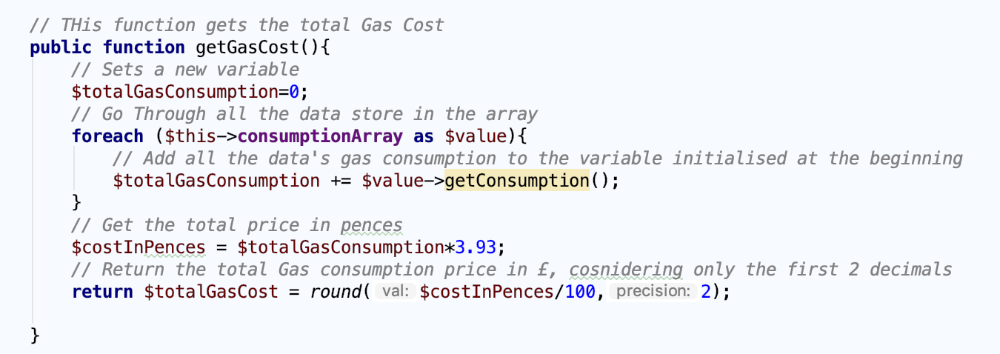 // THis function gets the total Gas Cost
public function getGasCost(){
// Sets a new variable
$totalGasConsumption=0;
// Go Through all the data store in the array
foreach ($this->consumptionArray as $value){
// Add all the data's gas consumption to the variable initialised at the beginning
$totalGasConsumption += $value->getConsumption();
}
// Get the total price in pences
$costInPences = $totalGasConsumption*3.93;
// Return the total Gas consumption price in £, cosnidering only the first 2 decimals
return $totalGasCost = round( val: $costInPences/100, precision: 2);
}